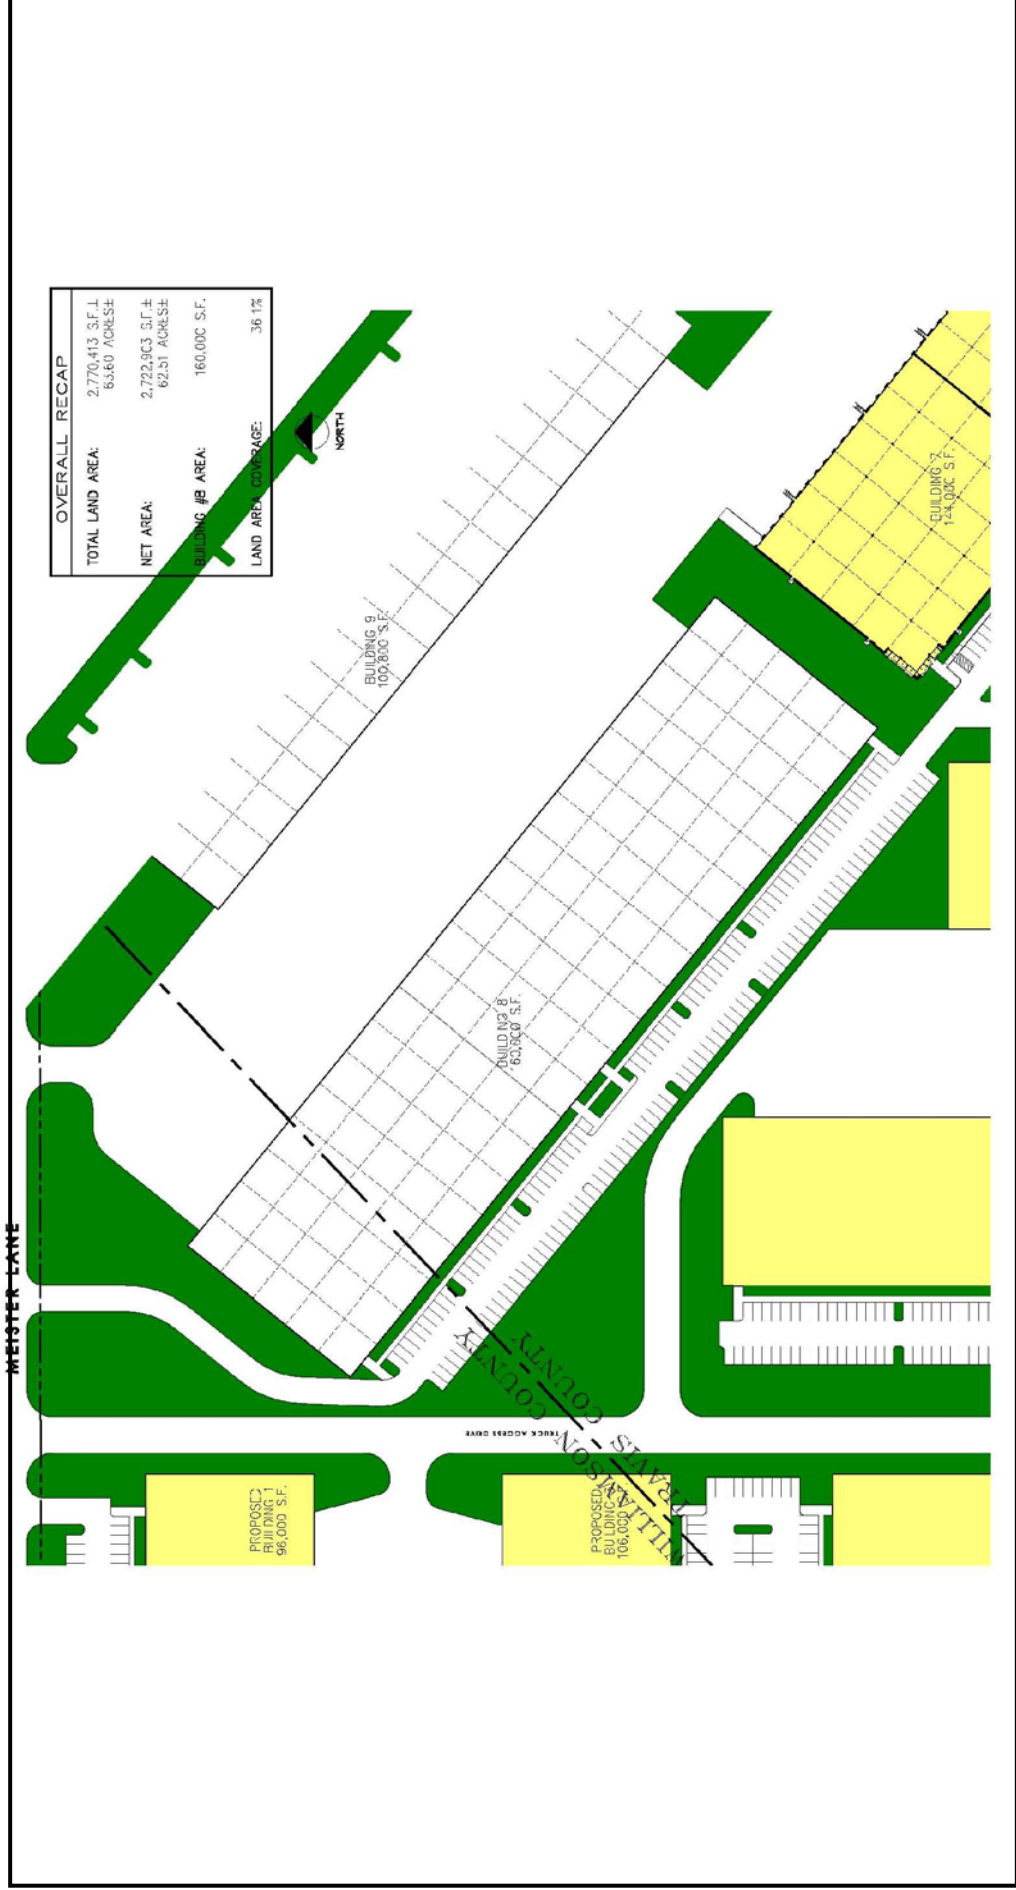 MEISTER LANE
OVERALL RECAP
TOTAL LAND AREA: 2,770,413 S.F.±
63.60 ACRES±
NET AREA: 2,722,903 S.F.±
62.51 ACRES±
BUILDING #8 AREA: 160,000 S.F.
LAND AREA COVERAGE: 36.1%
NORTH
BUILDING 9
100,800 S.F.
BUILDING 8
S.F.
BUILDING 7
144,000 S.F.
TRUCK ACCESS DRIVE
WILLIAMSON COUNTY
TRAVIS COUNTY
PROPOSED
BUILDING 1
96,000 S.F.
PROPOSED
BUILDING
106,000